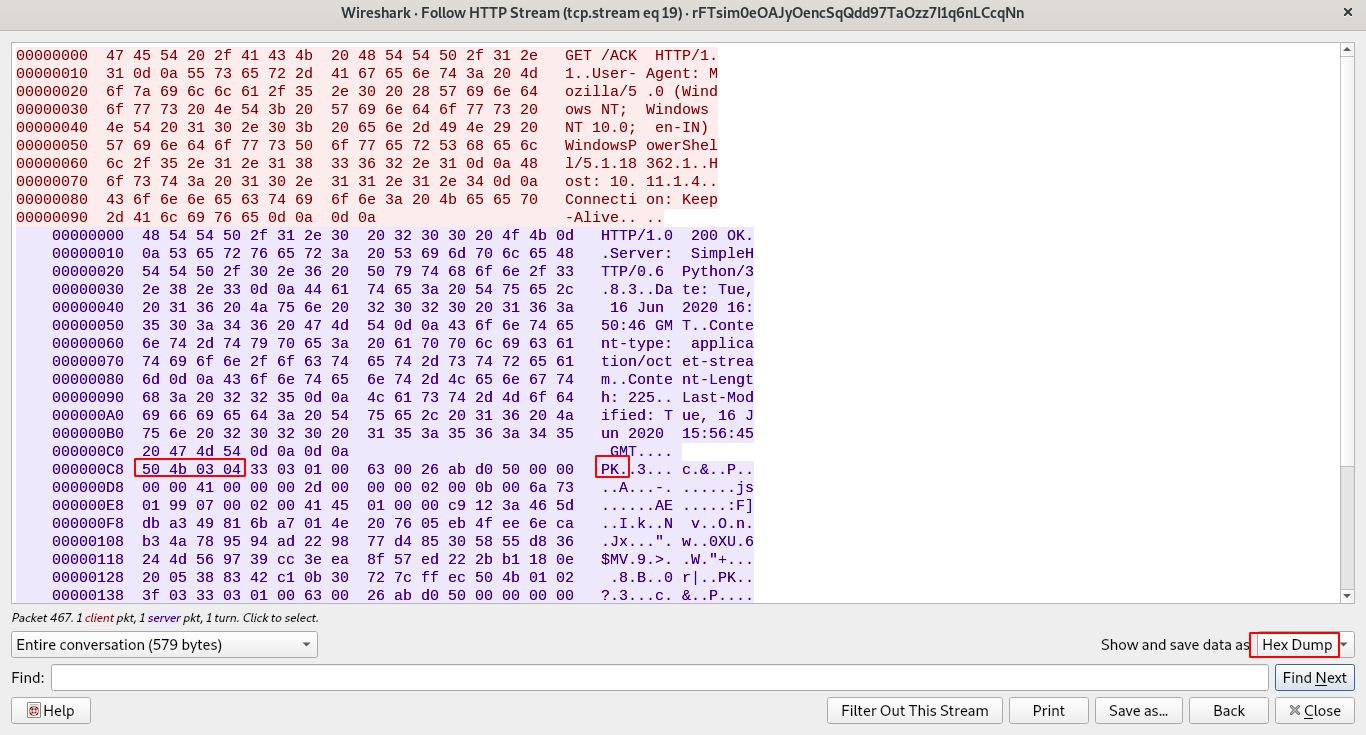 Wireshark · Follow HTTP Stream (tcp.stream eq 19) · rFTsim0eOAJyOencSqQdd97TaOzz7I1q6nLCcqNn
00000000  47 45 54 20 2f 41 43 4b  20 48 54 54 50 2f 31 2e   GET /ACK  HTTP/1.
00000010  31 0d 0a 55 73 65 72 2d  41 67 65 6e 74 3a 20 4d   1..User- Agent: M
00000020  6f 7a 69 6c 6c 61 2f 35  2e 30 20 28 57 69 6e 64   ozilla/5 .0 (Wind
00000030  6f 77 73 20 4e 54 3b 20  57 69 6e 64 6f 77 73 20   ows NT;  Windows
00000040  4e 54 20 31 30 2e 30 3b  20 65 6e 2d 49 4e 29 20   NT 10.0;  en-IN)
00000050  57 69 6e 64 6f 77 73 50  6f 77 65 72 53 68 65 6c   WindowsP owerShel
00000060  6c 2f 35 2e 31 2e 31 38  33 36 32 2e 31 0d 0a 48   l/5.1.18 362.1..H
00000070  6f 73 74 3a 20 31 30 2e  31 31 2e 31 2e 34 0d 0a   ost: 10. 11.1.4..
00000080  43 6f 6e 6e 65 63 74 69  6f 6e 3a 20 4b 65 65 70   Connecti on: Keep
00000090  2d 41 6c 69 76 65 0d 0a  0d 0a                     -Alive.. ..
00000000  48 54 54 50 2f 31 2e 30  20 32 30 30 20 4f 4b 0d   HTTP/1.0  200 OK.
00000010  0a 53 65 72 76 65 72 3a  20 53 69 6d 70 6c 65 48   .Server:  SimpleH
00000020  54 54 50 2f 30 2e 36 20  50 79 74 68 6f 6e 2f 33   TTP/0.6  Python/3
00000030  2e 38 2e 33 0d 0a 44 61  74 65 3a 20 54 75 65 2c   .8.3..Da te: Tue,
00000040  20 31 36 20 4a 75 6e 20  32 30 32 30 20 31 36 3a    16 Jun  2020 16:
00000050  35 30 3a 34 36 20 47 4d  54 0d 0a 43 6f 6e 74 65   50:46 GM T..Conte
00000060  6e 74 2d 74 79 70 65 3a  20 61 70 70 6c 69 63 61   nt-type:  applica
00000070  74 69 6f 6e 2f 6f 63 74  65 74 2d 73 74 72 65 61   tion/oct et-strea
00000080  6d 0d 0a 43 6f 6e 74 65  6e 74 2d 4c 65 6e 67 74   m..Conte nt-Lengt
00000090  68 3a 20 32 32 35 0d 0a  4c 61 73 74 2d 4d 6f 64   h: 225.. Last-Mod
000000A0  69 66 69 65 64 3a 20 54  75 65 2c 20 31 36 20 4a   ified: T ue, 16 J
000000B0  75 6e 20 32 30 32 30 20  31 35 3a 35 36 3a 34 35   un 2020  15:56:45
000000C0  20 47 4d 54 0d 0a 0d 0a                             GMT....
000000C8  50 4b 03 04 33 03 01 00  63 00 26 ab d0 50 00 00   PK..3... c.&..P..
000000D8  00 00 41 00 00 00 2d 00  00 00 02 00 0b 00 6a 73   ..A...-. ......js
000000E8  01 99 07 00 02 00 41 45  01 00 00 c9 12 3a 46 5d   ......AE .....:F]
000000F8  db a3 49 81 6b a7 01 4e  20 76 05 eb 4f ee 6e ca   ..I.k..N  v..O.n.
00000108  b3 4a 78 95 94 ad 22 98  77 d4 85 30 58 55 d8 36   .Jx...". w..0XU.6
00000118  24 4d 56 97 39 cc 3e ea  8f 57 ed 22 2b b1 18 0e   $MV.9.>. .W."+...
00000128  20 05 38 83 42 c1 0b 30  72 7c ff ec 50 4b 01 02    .8.B..0 r|..PK..
00000138  3f 03 33 03 01 00 63 00  26 ab d0 50 00 00 00 00   ?.3...c. &..P....
Packet 467. 1 client pkt, 1 server pkt, 1 turn. Click to select.
Entire conversation (579 bytes) Show and save data as Hex Dump
Find: Find Next
Help Filter Out This Stream Print Save as... Back Close